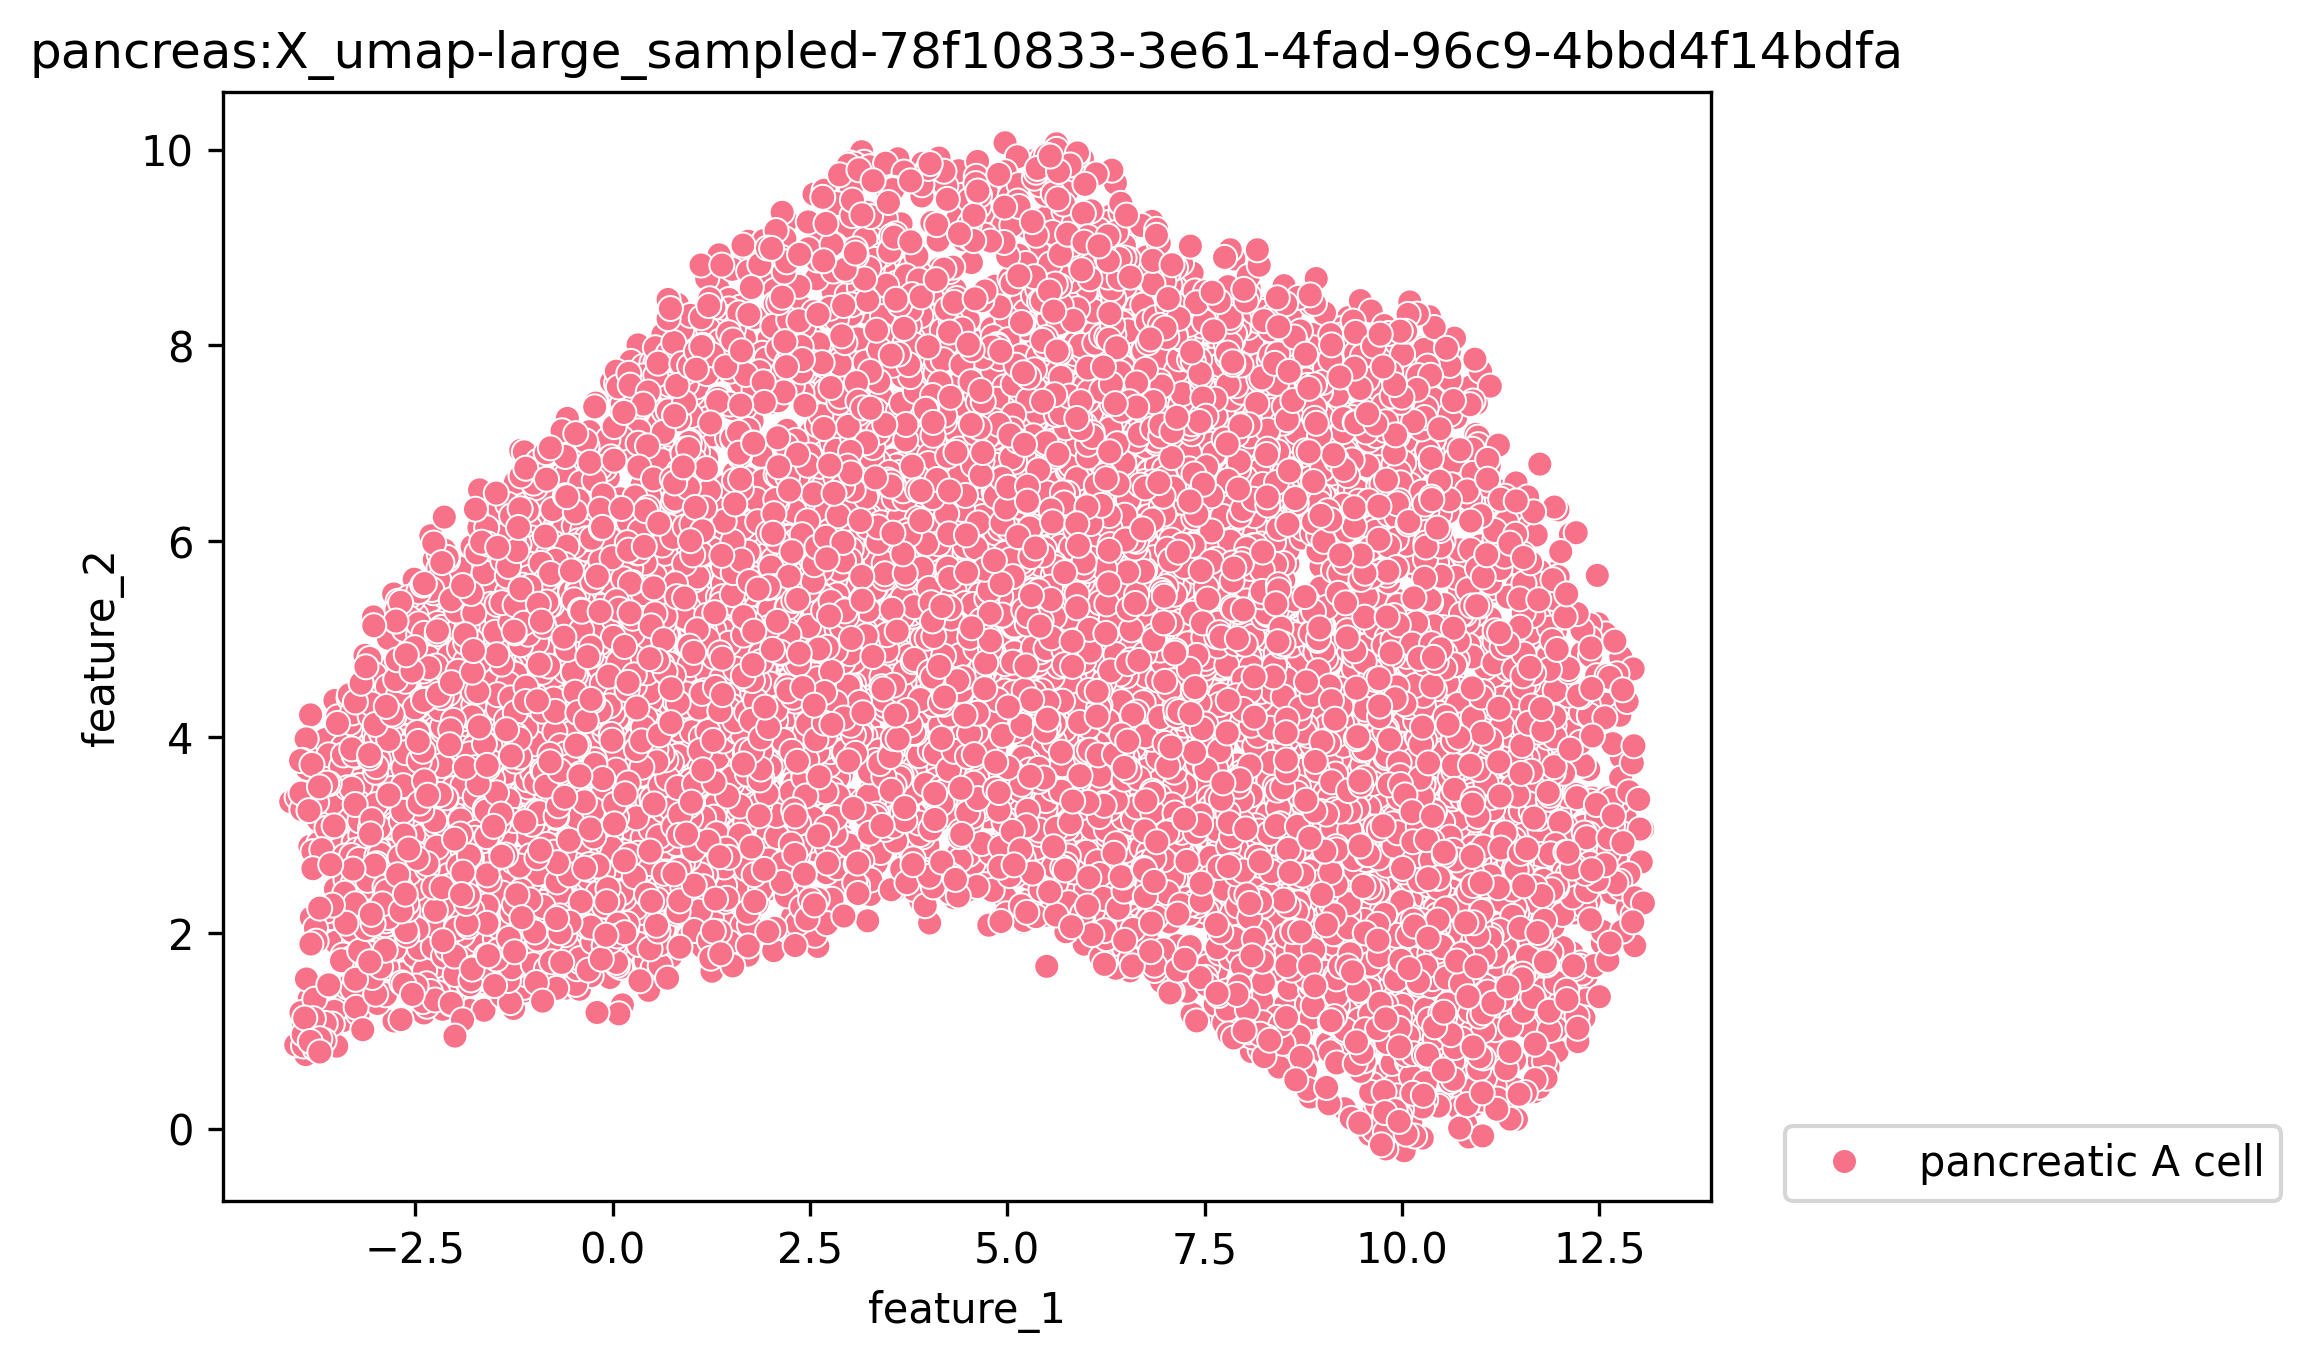 pancreas:X_umap-large_sampled-78f10833-3e61-4fad-96c9-4bbd4f14bdfa
10
8
6
4
2
0
feature_2
−2.5 0.0 2.5 5.0 7.5 10.0 12.5
feature_1
pancreatic A cell